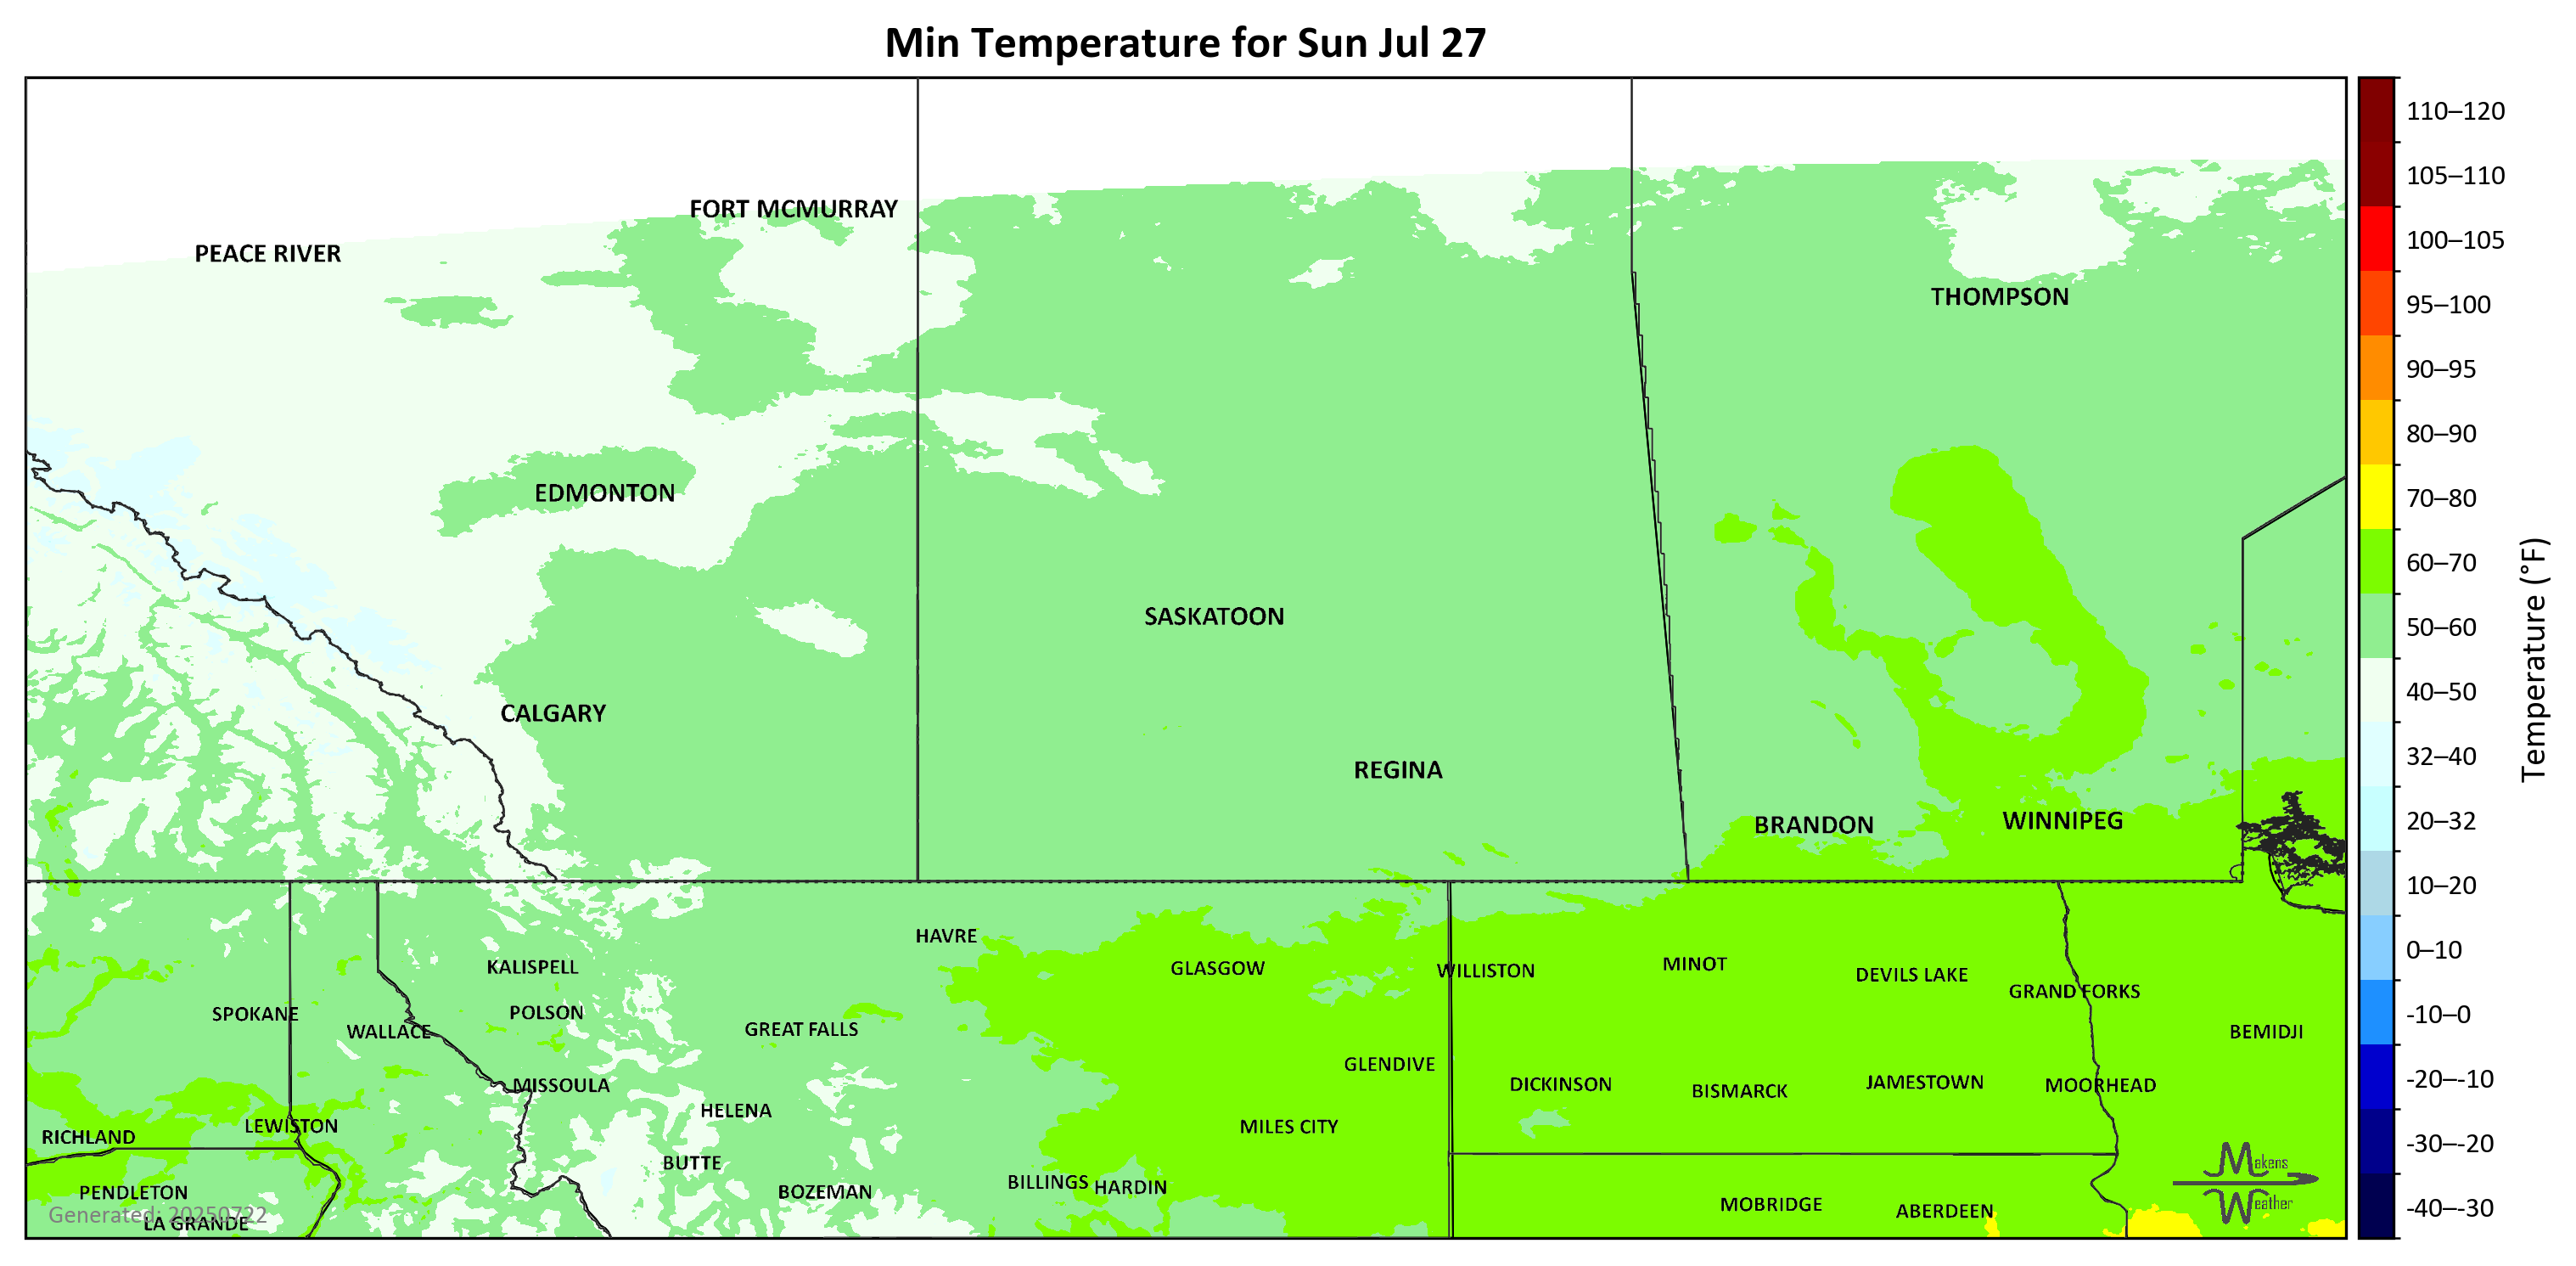 Min Temperature for Sun Jul 27
FORT MCMURRAY
PEACE RIVER
THOMPSON
EDMONTON
SASKATOON
CALGARY
REGINA
BRANDON
WINNIPEG
HAVRE
KALISPELL
GLASGOW
WILLISTON
MINOT
DEVILS LAKE
GRAND FORKS
SPOKANE
POLSON
WALLACE
GREAT FALLS
BEMIDJI
GLENDIVE
MISSOULA
DICKINSON
BISMARCK
JAMESTOWN
MOORHEAD
HELENA
LEWISTON
MILES CITY
RICHLAND
BUTTE
BILLINGS
HARDIN
BOZEMAN
PENDLETON
MOBRIDGE
ABERDEEN
Generated: 20250722
LA GRANDE
Makens
Weather
110–120
105–110
100–105
95–100
90–95
80–90
70–80
60–70
50–60
40–50
32–40
20–32
10–20
0–10
-10–0
-20–-10
-30–-20
-40–-30
Temperature (°F)